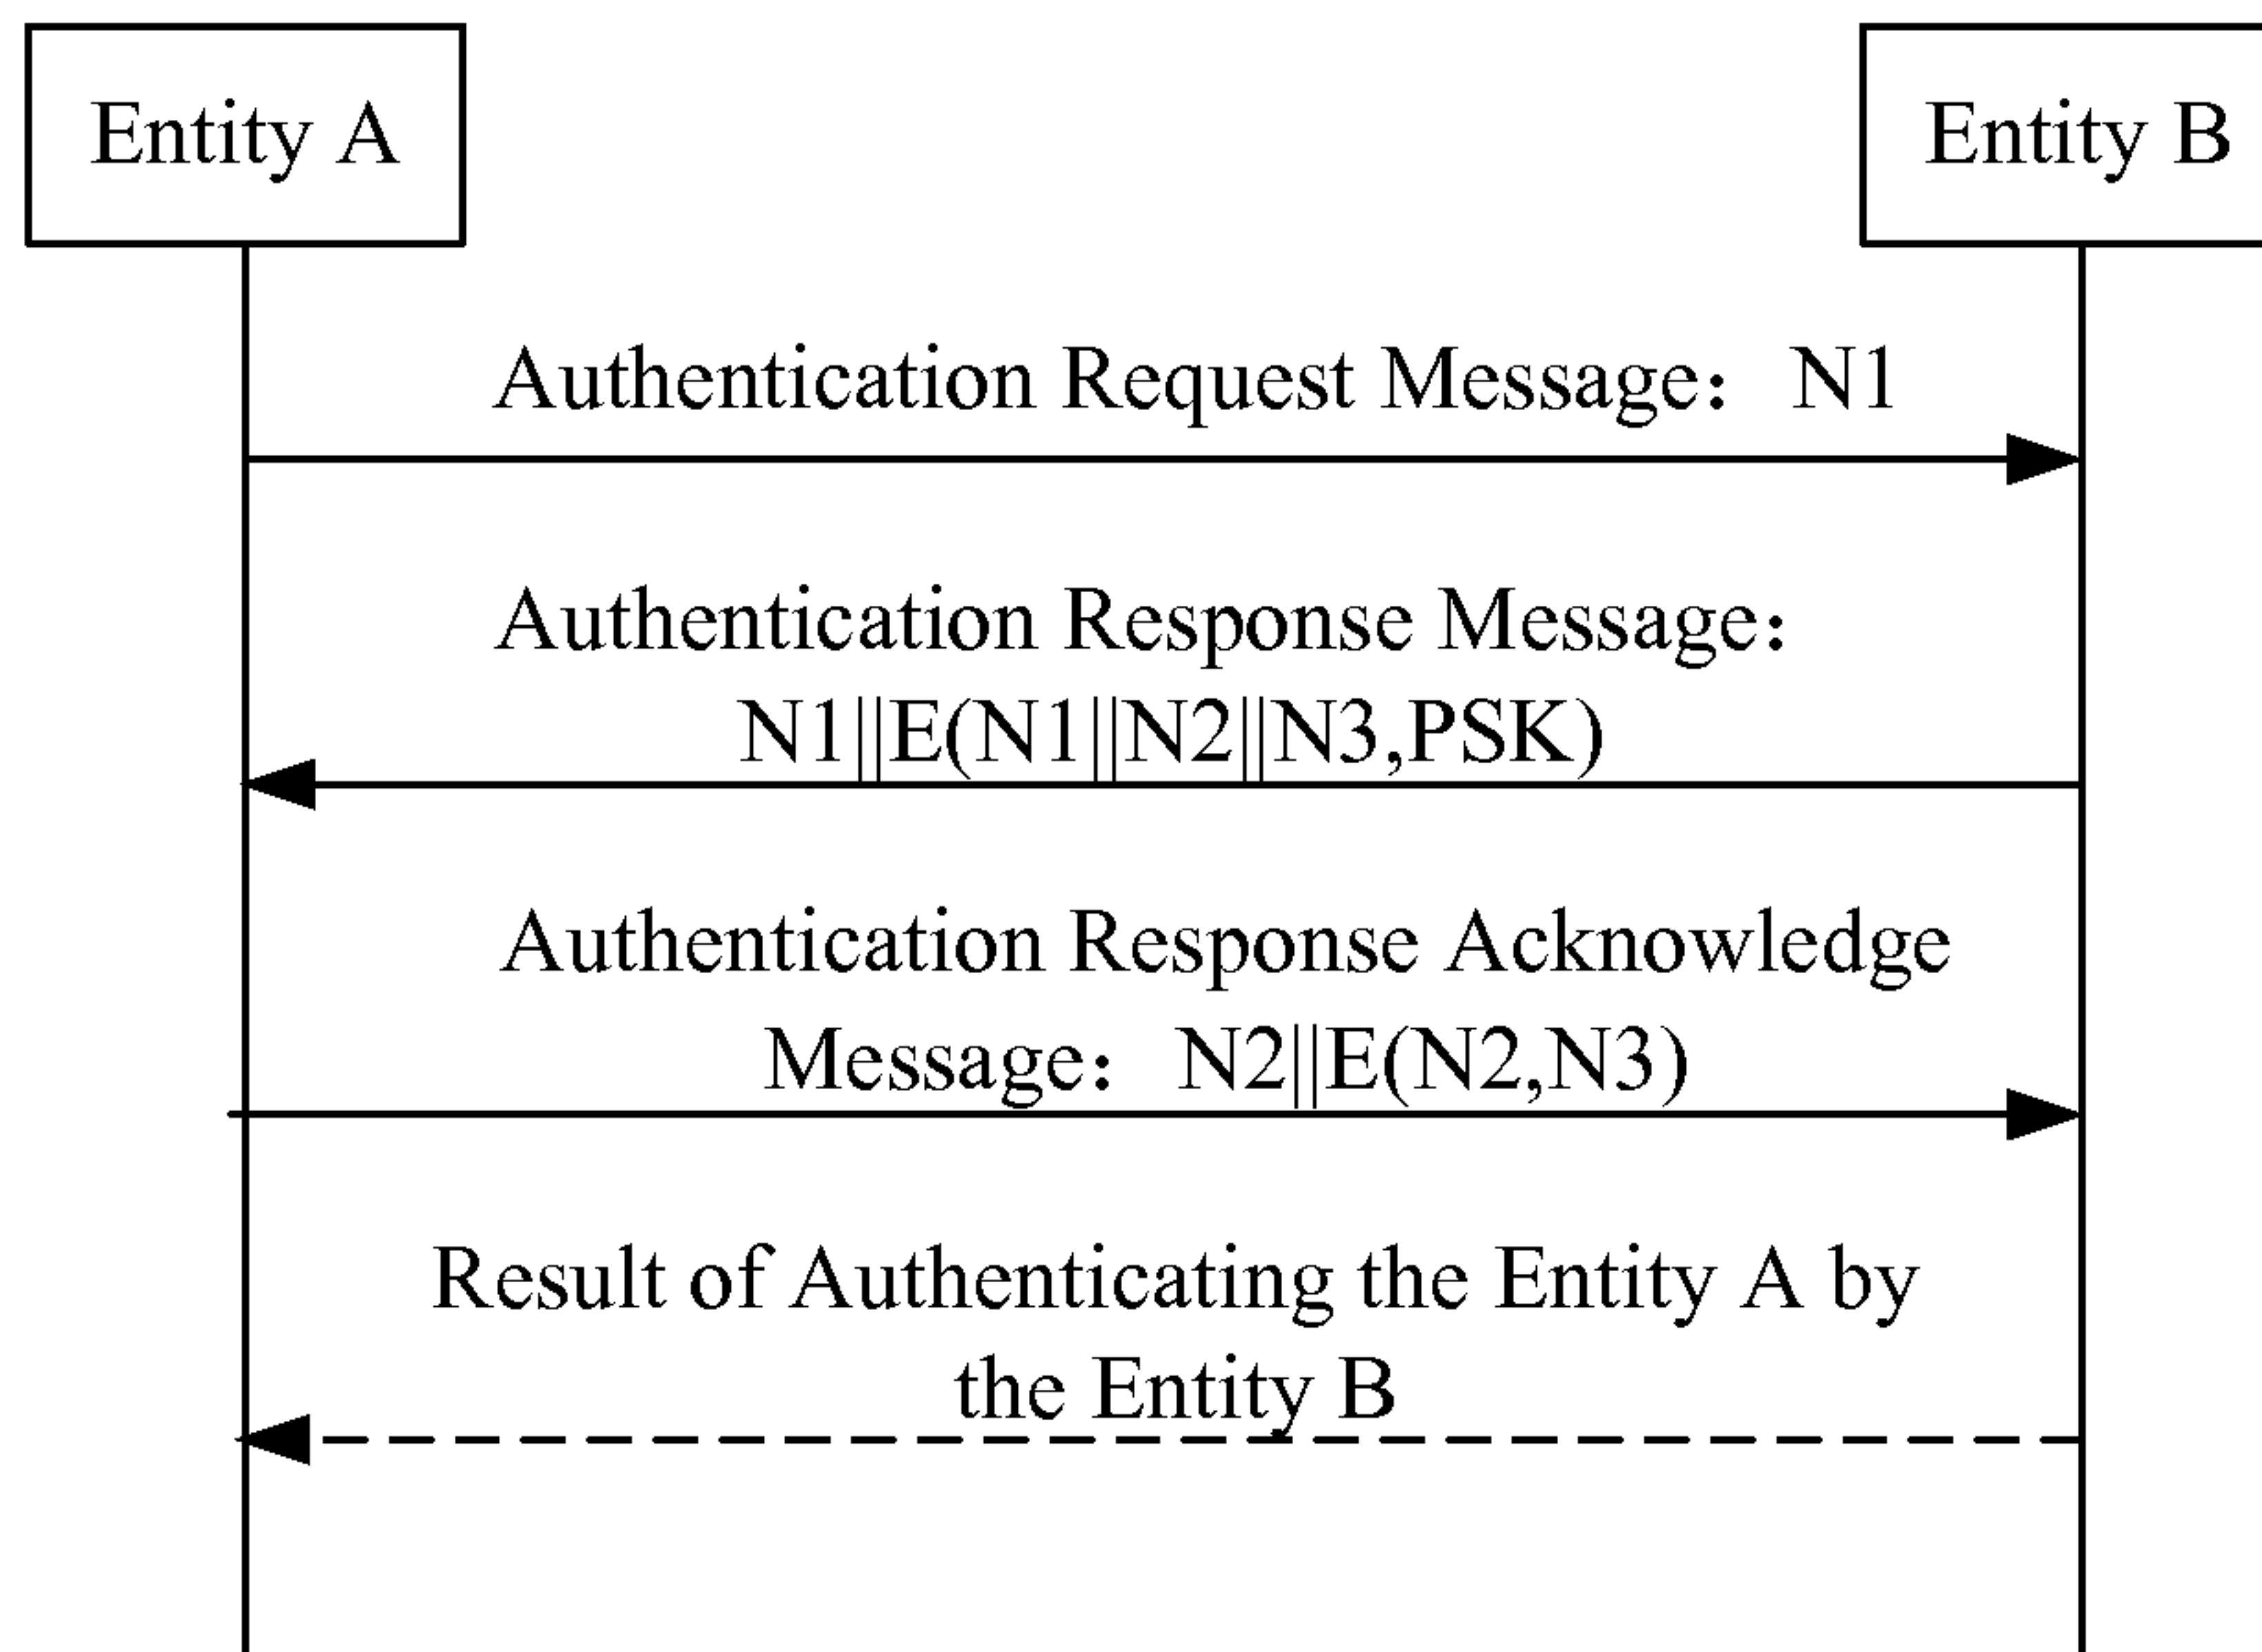 Entity A
Entity B
Authentication Request Message： N1
Authentication Response Message：
N1||E(N1||N2||N3,PSK)
Authentication Response Acknowledge
Message： N2||E(N2,N3)
Result of Authenticating the Entity A by
the Entity B